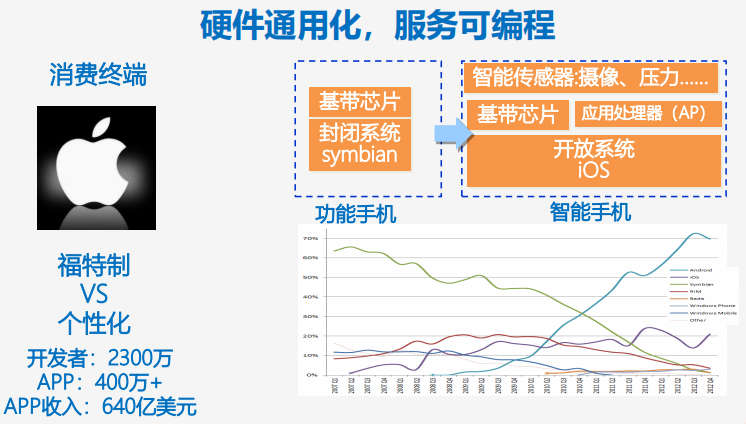 硬件通用化，服务可编程
消费终端
福特制
VS
个性化
开发者：2300万
APP：400万+
APP收入：640亿美元
基带芯片
封闭系统
symbian
功能手机
智能传感器:摄像、压力......
基带芯片
应用处理器（AP）
开放系统
iOS
智能手机
70%
60%
50%
40%
30%
20%
10%
0%
Android
iOS
Symbian
RIM
Bada
Windows Phone
Windows Mobile
Other